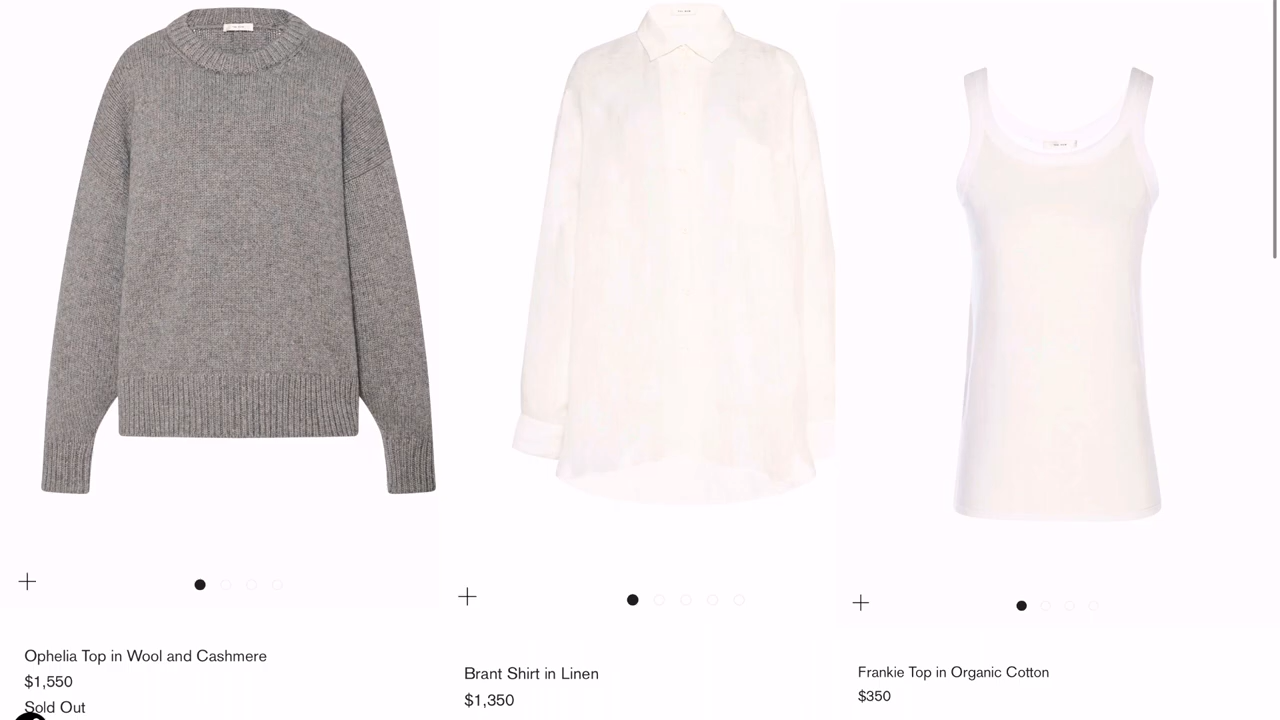 Ophelia Top in Wool and Cashmere
$1,550
Sold Out
Brant Shirt in Linen
$1,350
Frankie Top in Organic Cotton
$350